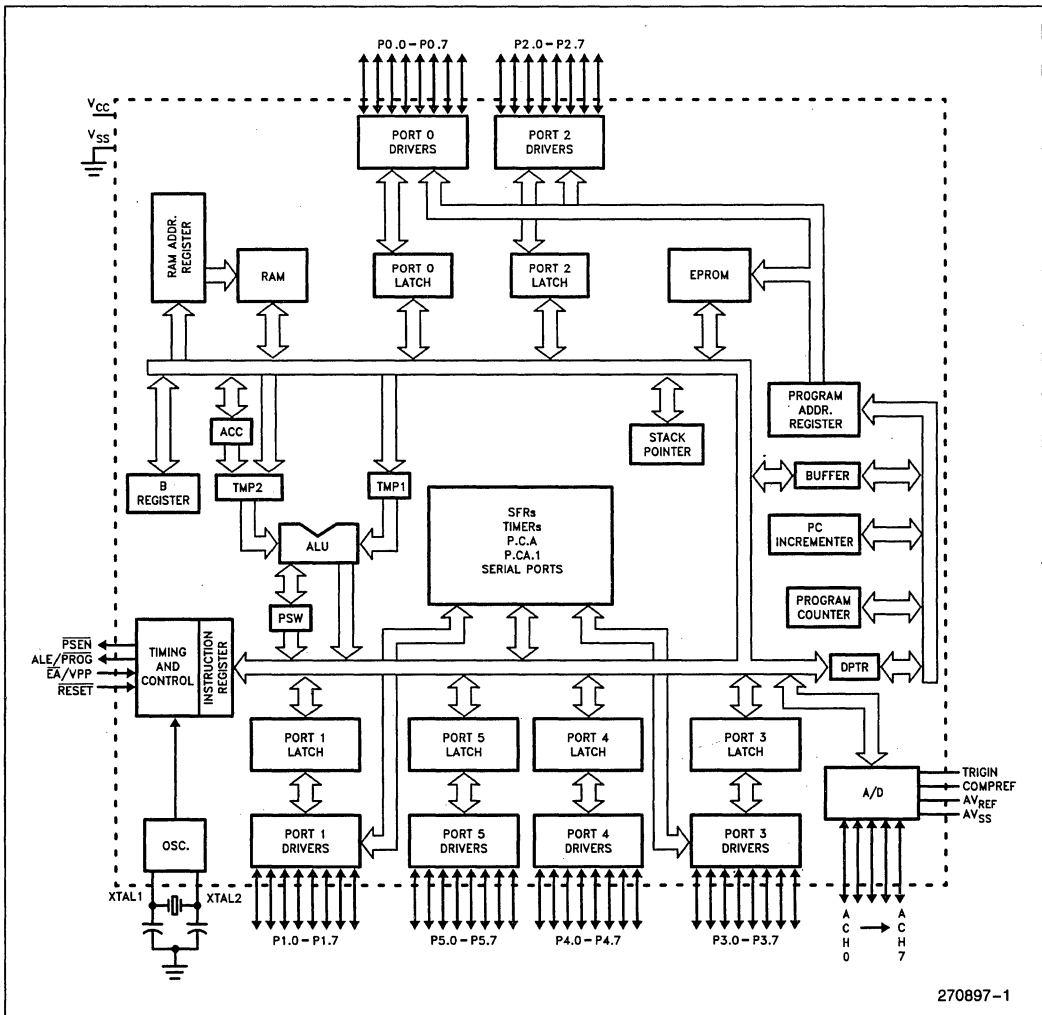 P0.0–P0.7
P2.0–P2.7
VCC
VSS
PORT 0
DRIVERS
PORT 2
DRIVERS
RAM ADDR.
REGISTER
RAM
PORT 0
LATCH
PORT 2
LATCH
EPROM
PROGRAM
ADDR.
REGISTER
ACC
STACK
POINTER
B
REGISTER
TMP2
TMP1
BUFFER
SFRs
TIMERs
P.C.A
P.CA.1
SERIAL PORTS
ALU
PC
INCREMENTER
PSW
PROGRAM
COUNTER
PSEN
ALE/PROG
EA/VPP
RESET
TIMING
AND
CONTROL
INSTRUCTION
REGISTER
DPTR
PORT 1
LATCH
PORT 5
LATCH
PORT 4
LATCH
PORT 3
LATCH
A/D
TRIGIN
COMPREF
AVREF
AVSS
OSC.
PORT 1
DRIVERS
PORT 5
DRIVERS
PORT 4
DRIVERS
PORT 3
DRIVERS
XTAL1
XTAL2
P1.0–P1.7
P5.0–P5.7
P4.0–P4.7
P3.0–P3.7
ACH0
ACH7
270897–1